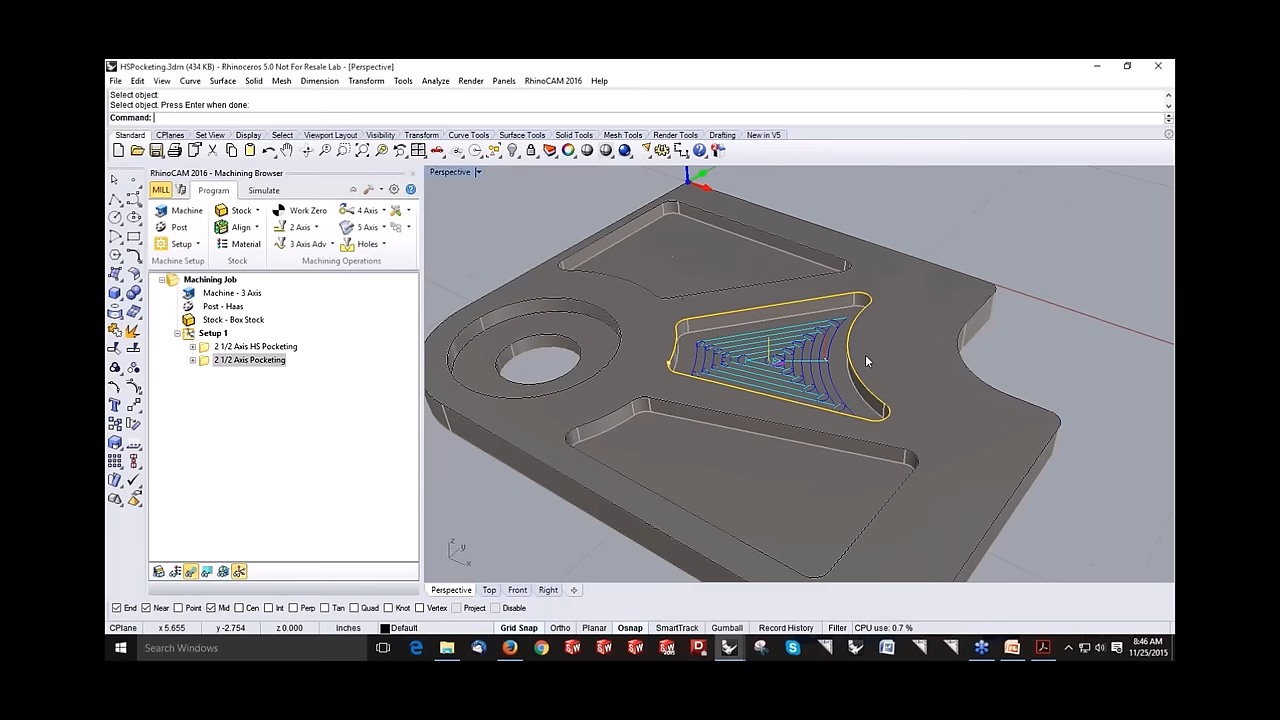 HSPocketing.3dm (434 KB) - Rhinoceros 5.0 Not For Resale Lab - [Perspective]
File Edit View Curve Surface Solid Mesh Dimension Transform Tools Analyze Render Panels RhinoCAM 2016 Help
Select object:
Select object. Press Enter when done:
Command:
Standard CPlanes Set View Display Select Viewport Layout Visibility Transform Curve Tools Surface Tools Solid Tools Mesh Tools Render Tools Drafting New in V5
RhinoCAM 2016 - Machining Browser
MILL Program Simulate
Machine Stock Work Zero 4 Axis
Post Align 2 Axis 5 Axis
Setup Material 3 Axis Adv Holes
Machine Setup Stock Machining Operations
Machining Job
Machine - 3 Axis
Post - Haas
Stock - Box Stock
Setup 1
2 1/2 Axis HS Pocketing
2 1/2 Axis Pocketing
Perspective
z
y
x
Perspective Top Front Right
End Near Point Mid Cen Int Perp Tan Quad Knot Vertex Project Disable
CPlane x 5.655 y -2.754 z 0.000 Inches Default Grid Snap Ortho Planar Osnap SmartTrack Gumball Record History Filter CPU use: 0.7 %
Search Windows
8:46 AM
11/25/2015